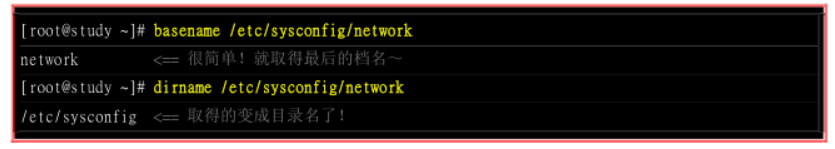 [root@study ~]# basename /etc/sysconfig/network
network <== 很简单！就取得最后的档名～
[root@study ~]# dirname /etc/sysconfig/network
/etc/sysconfig <== 取得的变成目录名了！